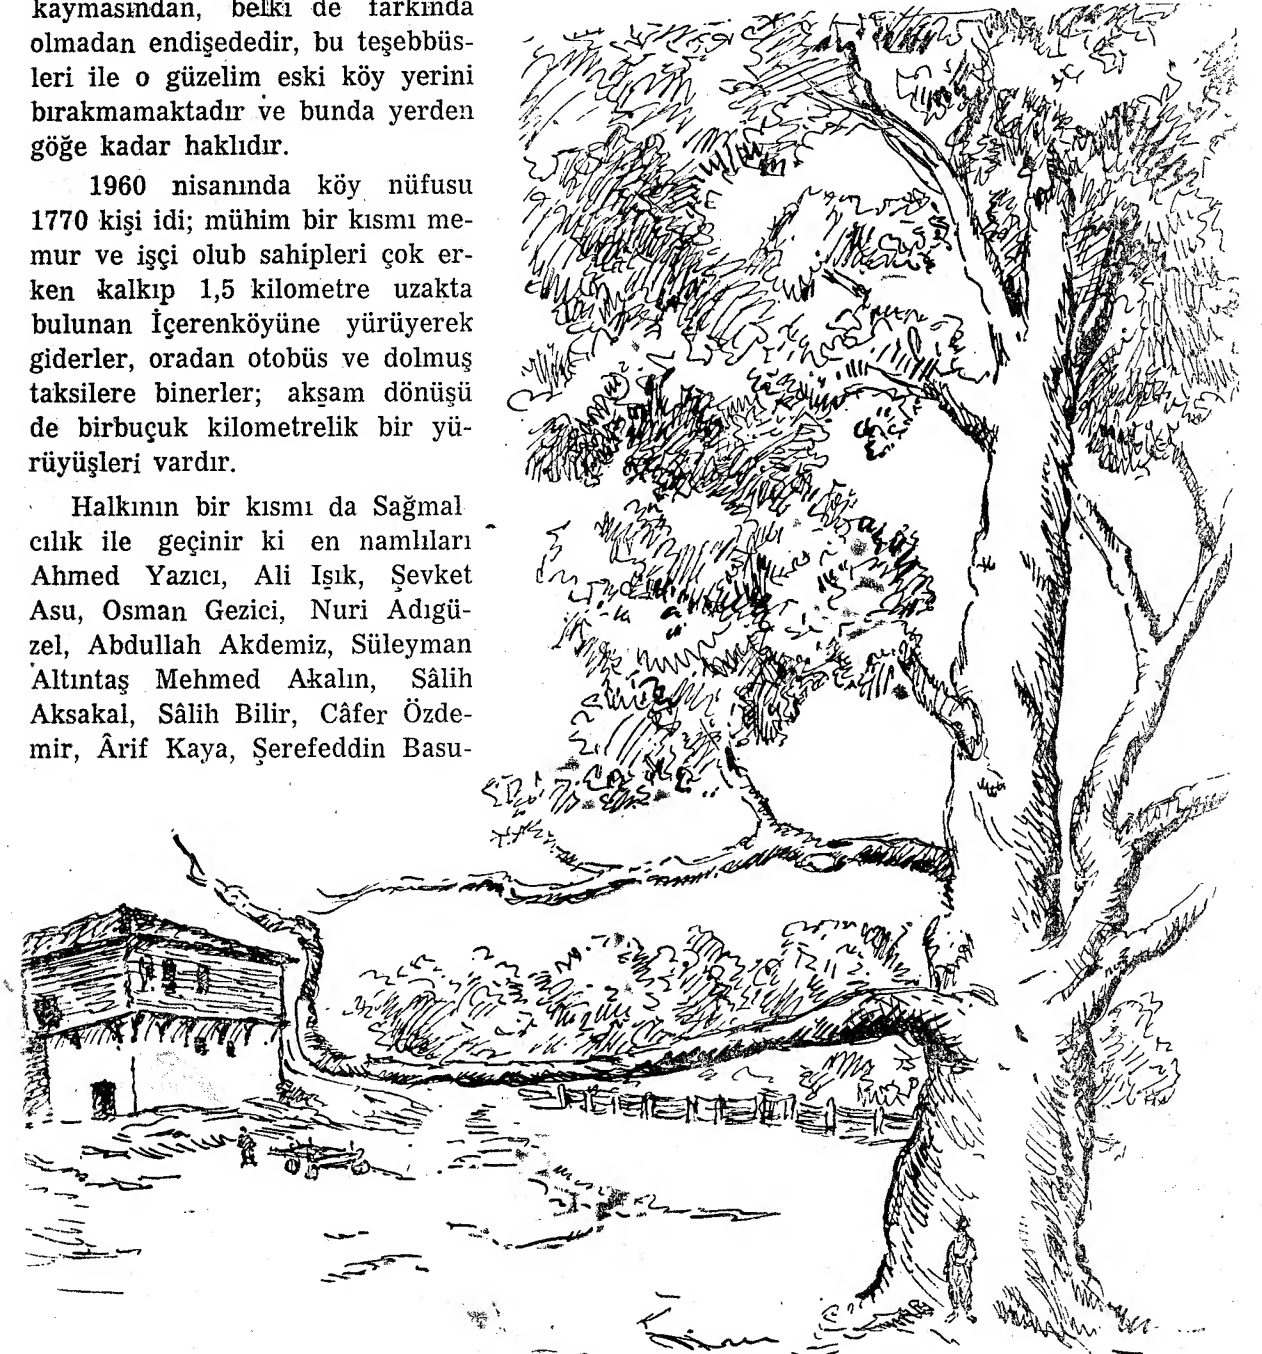 kaymasından, belki de farkında
olmadan endişededir, bu teşebbüs-
leri ile o güzelim eski köy yerini
bırakmamaktadır ve bunda yerden
göğe kadar haklıdır.
1960 nisanında köy nüfusu
1770 kişi idi; mühim bir kısmı me-
mur ve işçi olub sahipleri çok er-
ken kalkıp 1,5 kilometre uzakta
bulunan İçerenköyüne yürüyerek
giderler, oradan otobüs ve dolmuş
taksilere binerler; akşam dönüşü
de birbuçuk kilometrelik bir yü-
rüyüşleri vardır.
Halkının bir kısmı da Sağmal
cılık ile geçinir ki en namlıları
Ahmed Yazıcı, Ali Işık, Şevket
Asu, Osman Gezici, Nuri Adıgü-
zel, Abdullah Akdemiz, Süleyman
Altıntaş Mehmed Akalın, Sâlih
Aksakal, Sâlih Bilir, Câfer Özde-
mir, Ârif Kaya, Şerefeddin Basu-